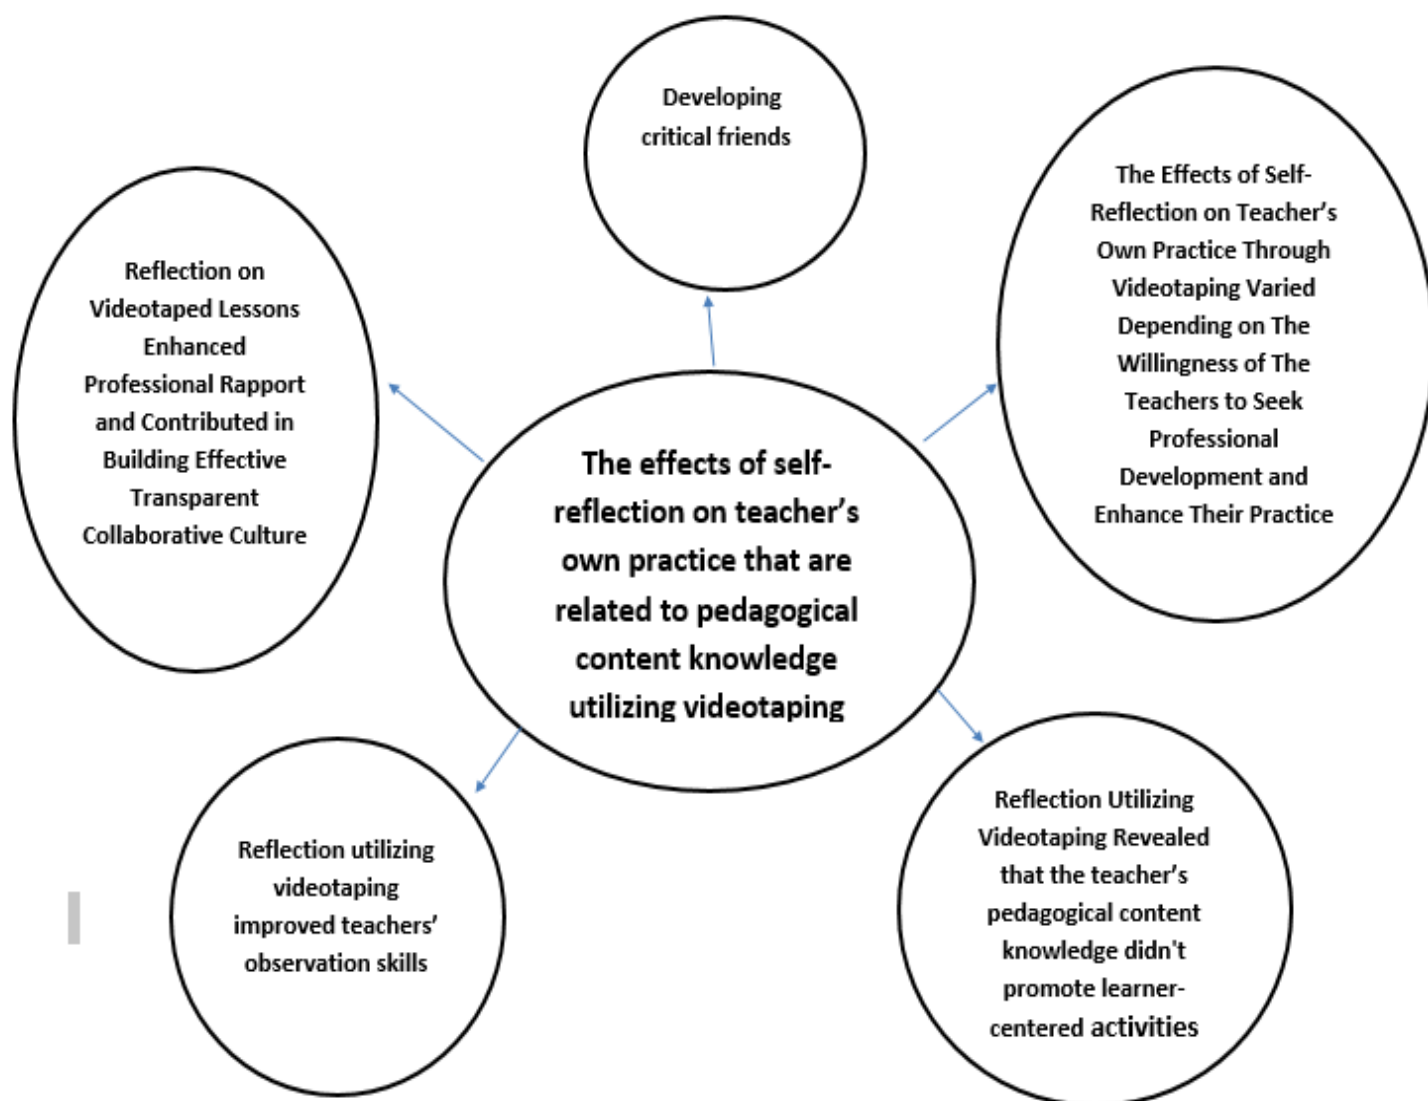 Developing
critical friends
The Effects of Self-
Reflection on Teacher's
Own Practice Through
Videotaping Varied
Depending on The
Willingness of The
Teachers to Seek
Professional
Development and
Enhance Their Practice
Reflection on
Videotaped Lessons
Enhanced
Professional Rapport
and Contributed in
Building Effective
Transparent
Collaborative Culture
The effects of self-
reflection on teacher's
own practice that are
related to pedagogical
content knowledge
utilizing videotaping
Reflection utilizing
videotaping
improved teachers'
observation skills
Reflection Utilizing
Videotaping Revealed
that the teacher's
pedagogical content
knowledge didn't
promote learner-
centered activities